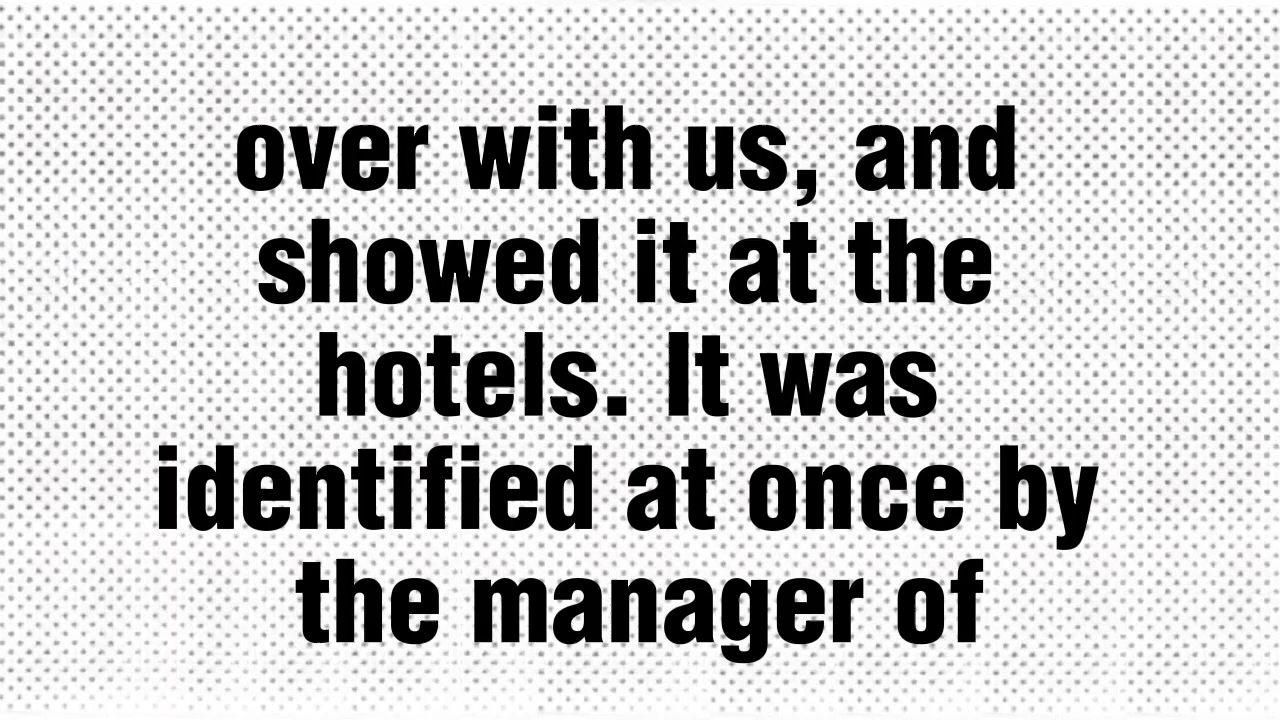 over with us, and
showed it at the
hotels. It was
identified at once by
the manager of